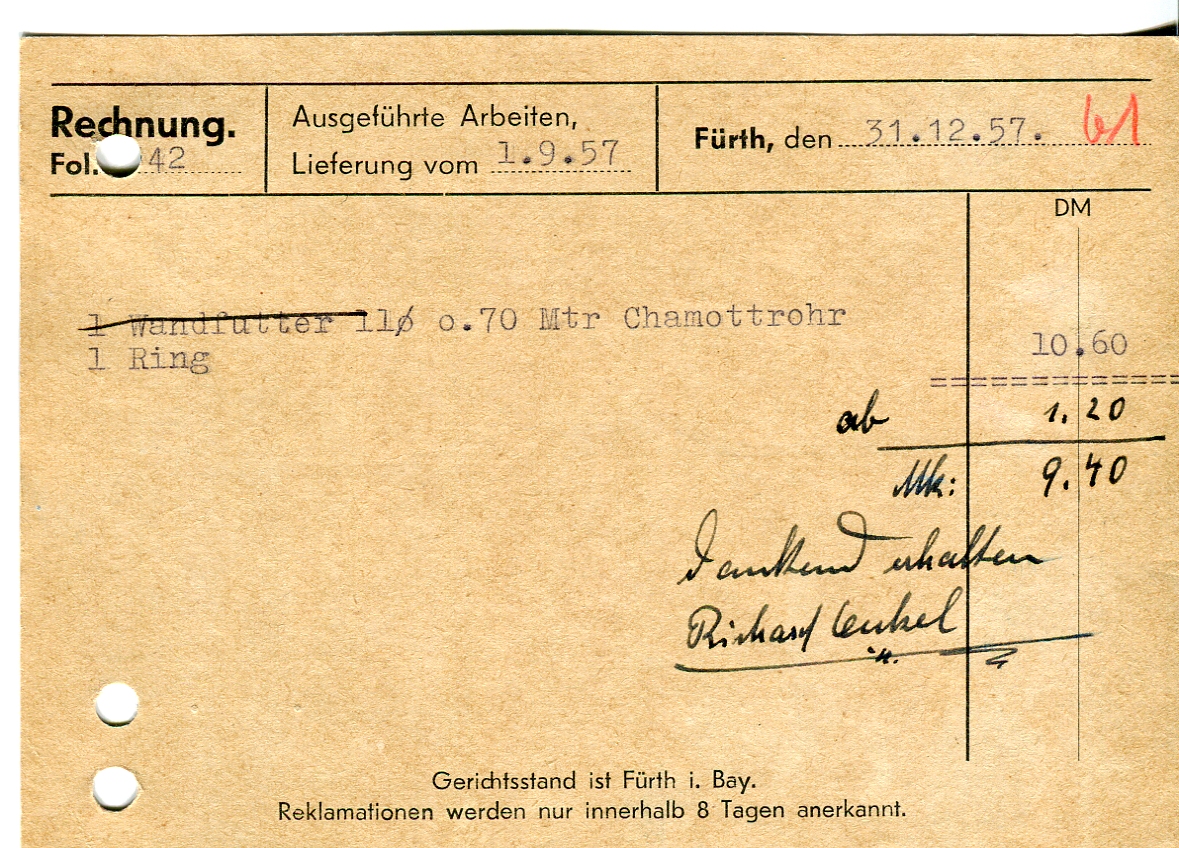 Rechnung.
Fol. 42
Ausgeführte Arbeiten,
Lieferung vom 1.9.57
Fürth, den 31.12.57. 61
DM
1 Wandfutter 11ø o.70 Mtr Chamottrohr
1 Ring
10.60
ab 1.20
Mk: 9.40
Dankend erhalten
Richard
Gerichtsstand ist Fürth i. Bay.
Reklamationen werden nur innerhalb 8 Tagen anerkannt.